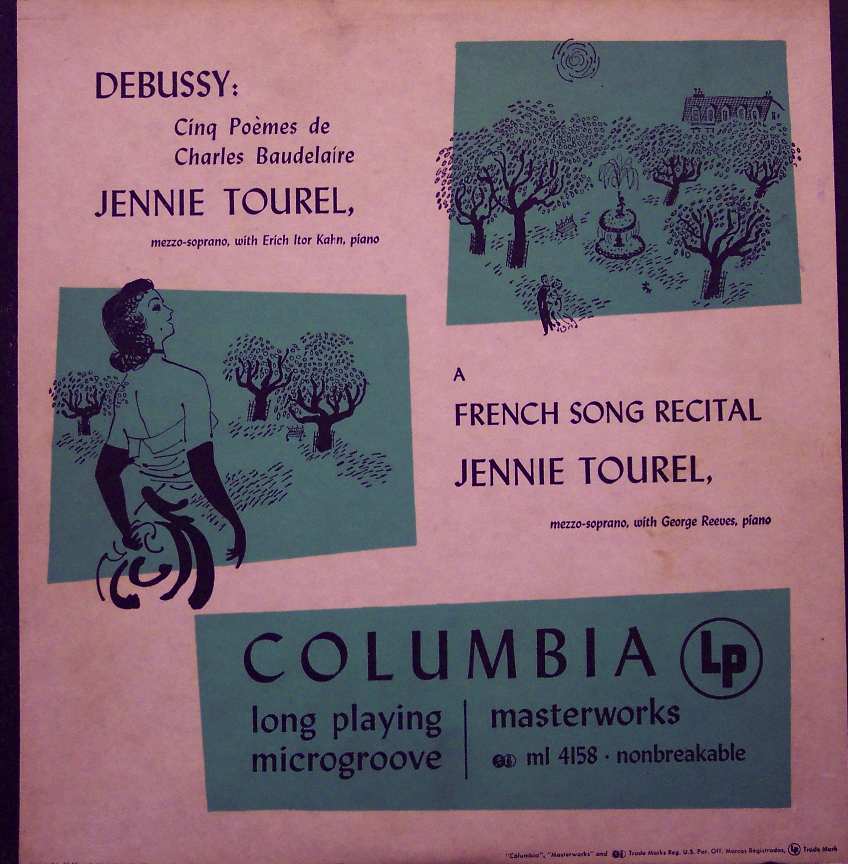 DEBUSSY:
Cinq Poèmes de
Charles Baudelaire
JENNIE TOUREL,
mezzo-soprano, with Erich Itor Kahn, piano
A
FRENCH SONG RECITAL
JENNIE TOUREL,
mezzo-soprano, with George Reeves, piano
COLUMBIA Lp
long playing
microgroove
masterworks
ml 4158 · nonbreakable
"Columbia", "Masterworks" and Trade Marks Reg. U.S. Pat. Off. Marcas Registradas, Lp Trade Mark